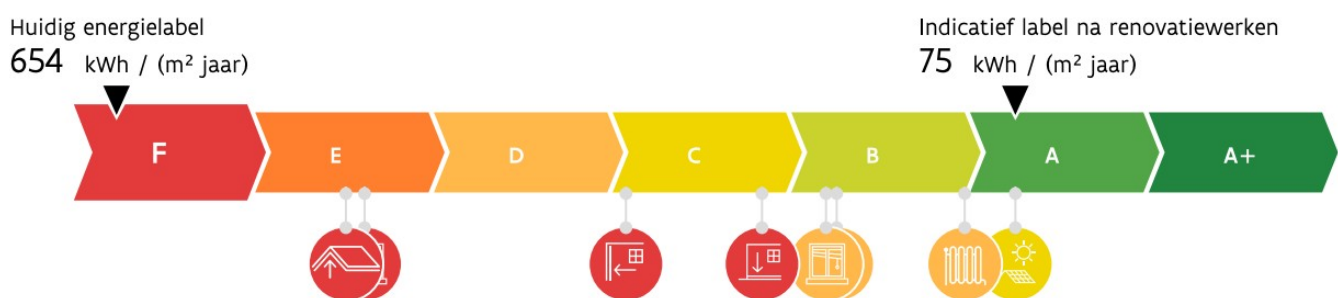 Huidig energielabel
654 kWh / (m² jaar)
Indicatief label na renovatiewerken
75 kWh / (m² jaar)
F E D C B A A+